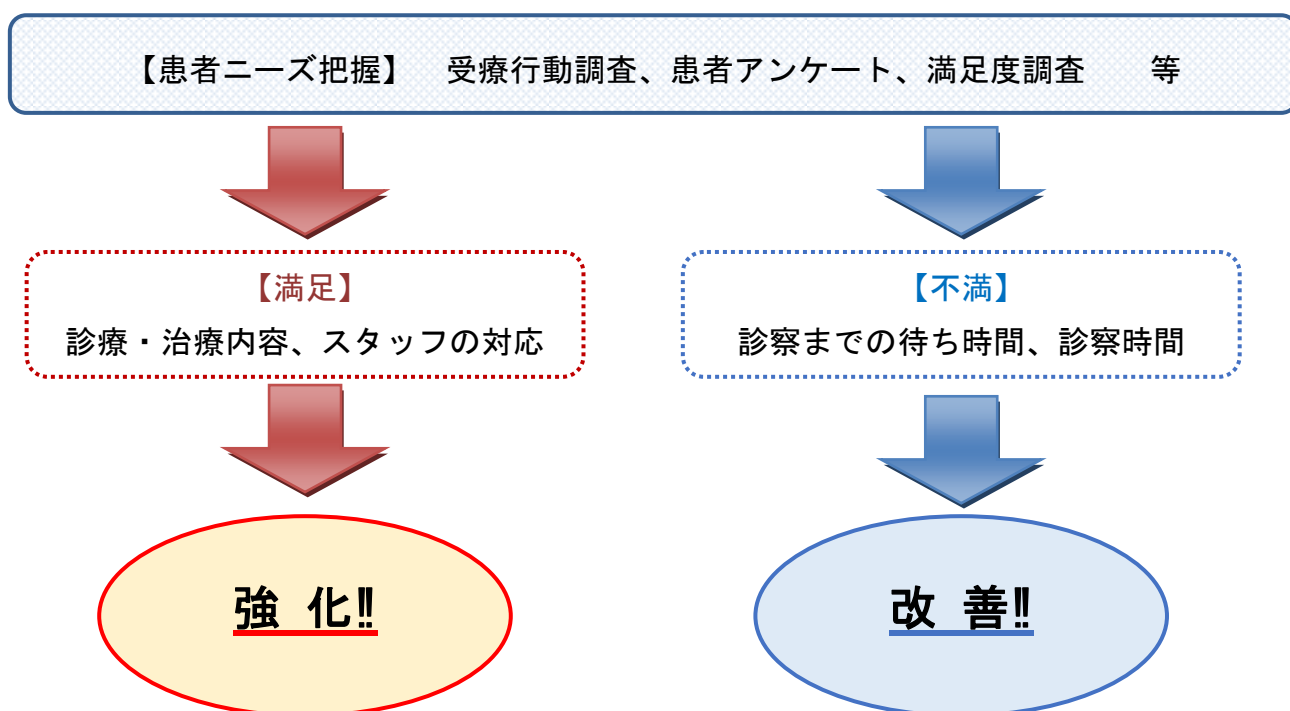 【患者ニーズ把握】　受療行動調査、患者アンケート、満足度調査　　等
【満足】
診療・治療内容、スタッフの対応
【不満】
診察までの待ち時間、診察時間
強 化‼
改 善‼